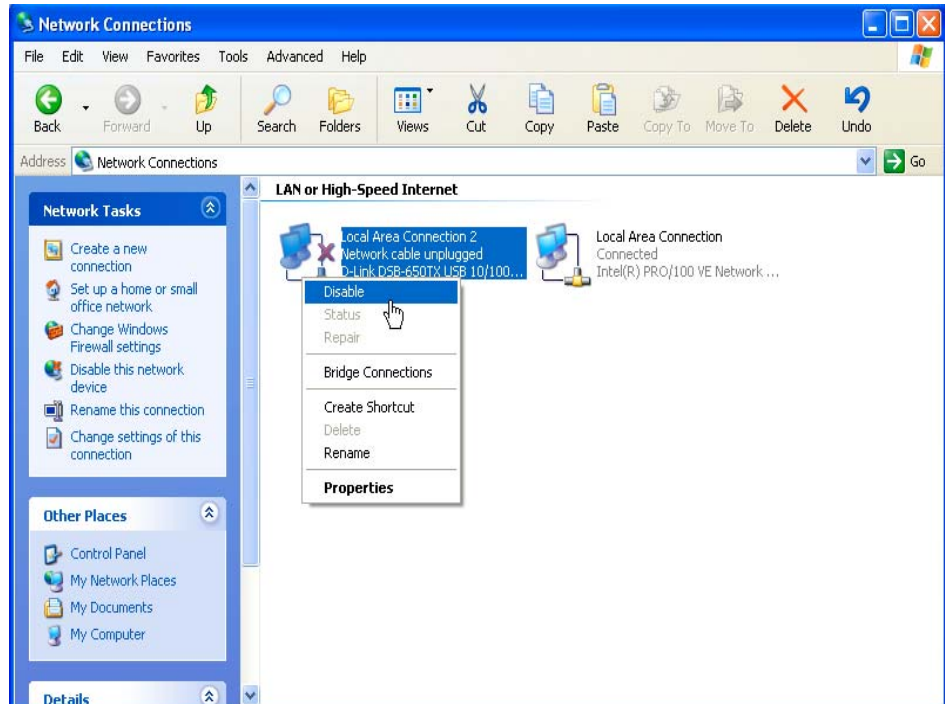 Network Connections
File Edit View Favorites Tools Advanced Help
Back Forward Up Search Folders Views Cut Copy Paste Copy To Move To Delete Undo
Address Network Connections Go
Network Tasks
Create a new
connection
Set up a home or small
office network
Change Windows
Firewall settings
Disable this network
device
Rename this connection
Change settings of this
connection
Other Places
Control Panel
My Network Places
My Documents
My Computer
Details
LAN or High-Speed Internet
Local Area Connection 2
Network cable unplugged
D-Link DSB-650TX USB 10/100...
Local Area Connection
Connected
Intel(R) PRO/100 VE Network ...
Disable
Status
Repair
Bridge Connections
Create Shortcut
Delete
Rename
Properties